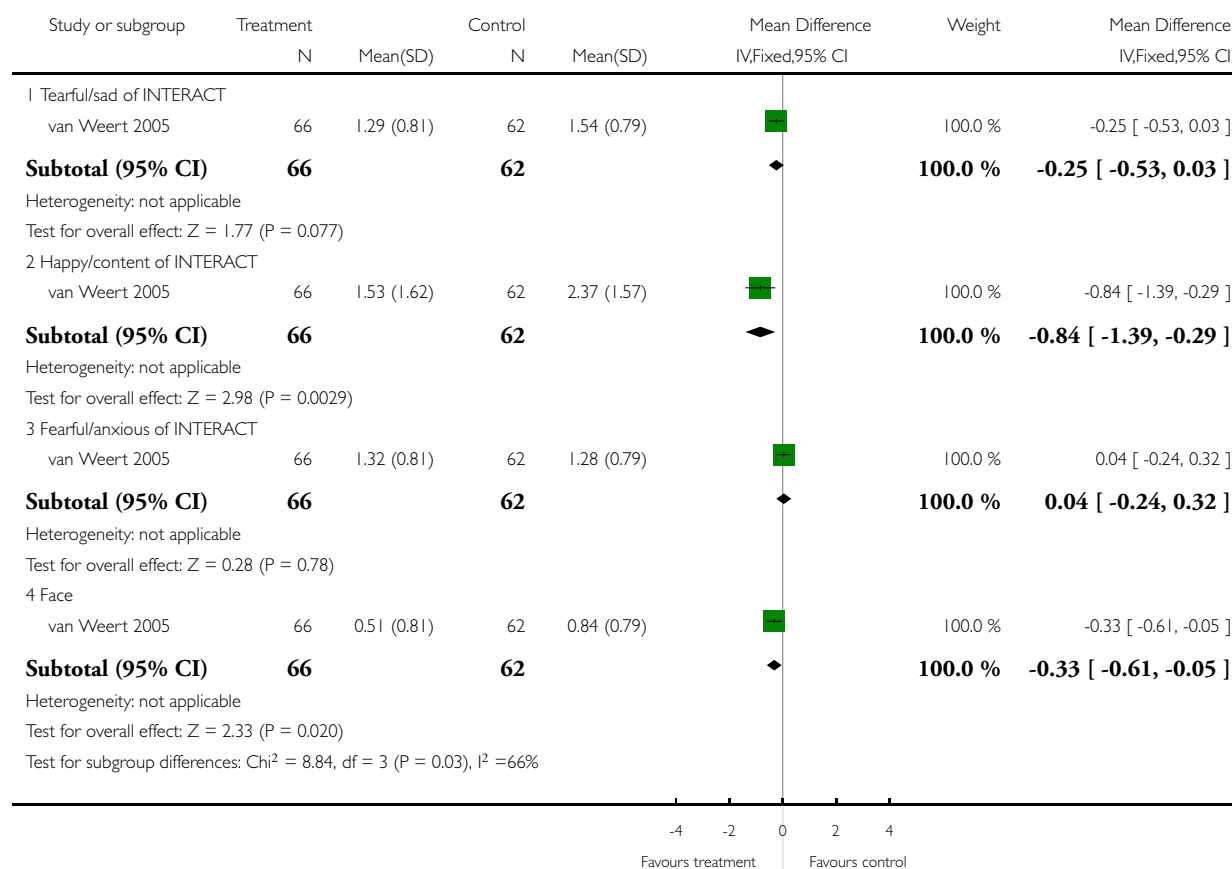 Study or subgroup Treatment Control Mean Difference Weight Mean Difference
N Mean(SD) N Mean(SD) IV,Fixed,95% CI IV,Fixed,95% CI
1 Tearful/sad of INTERACT
van Weert 2005 66 1.29 (0.81) 62 1.54 (0.79) 100.0 % -0.25 [ -0.53, 0.03 ]
Subtotal (95% CI) 66 62 100.0 % -0.25 [ -0.53, 0.03 ]
Heterogeneity: not applicable
Test for overall effect: Z = 1.77 (P = 0.077)
2 Happy/content of INTERACT
van Weert 2005 66 1.53 (1.62) 62 2.37 (1.57) 100.0 % -0.84 [ -1.39, -0.29 ]
Subtotal (95% CI) 66 62 100.0 % -0.84 [ -1.39, -0.29 ]
Heterogeneity: not applicable
Test for overall effect: Z = 2.98 (P = 0.0029)
3 Fearful/anxious of INTERACT
van Weert 2005 66 1.32 (0.81) 62 1.28 (0.79) 100.0 % 0.04 [ -0.24, 0.32 ]
Subtotal (95% CI) 66 62 100.0 % 0.04 [ -0.24, 0.32 ]
Heterogeneity: not applicable
Test for overall effect: Z = 0.28 (P = 0.78)
4 Face
van Weert 2005 66 0.51 (0.81) 62 0.84 (0.79) 100.0 % -0.33 [ -0.61, -0.05 ]
Subtotal (95% CI) 66 62 100.0 % -0.33 [ -0.61, -0.05 ]
Heterogeneity: not applicable
Test for overall effect: Z = 2.33 (P = 0.020)
Test for subgroup differences: Chi² = 8.84, df = 3 (P = 0.03), I² =66%
-4 -2 0 2 4
Favours treatment Favours control